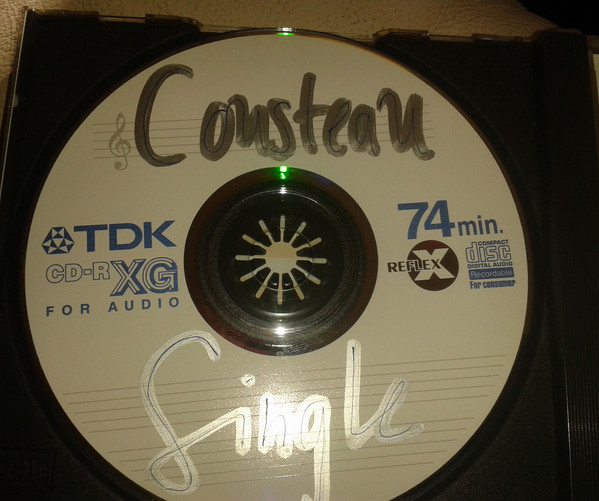 Cousteau
TDK
CD-R XG
FOR AUDIO
74 min.
REFLEX X
COMPACT
disc
DIGITAL AUDIO
Recordable
For consumer
Single